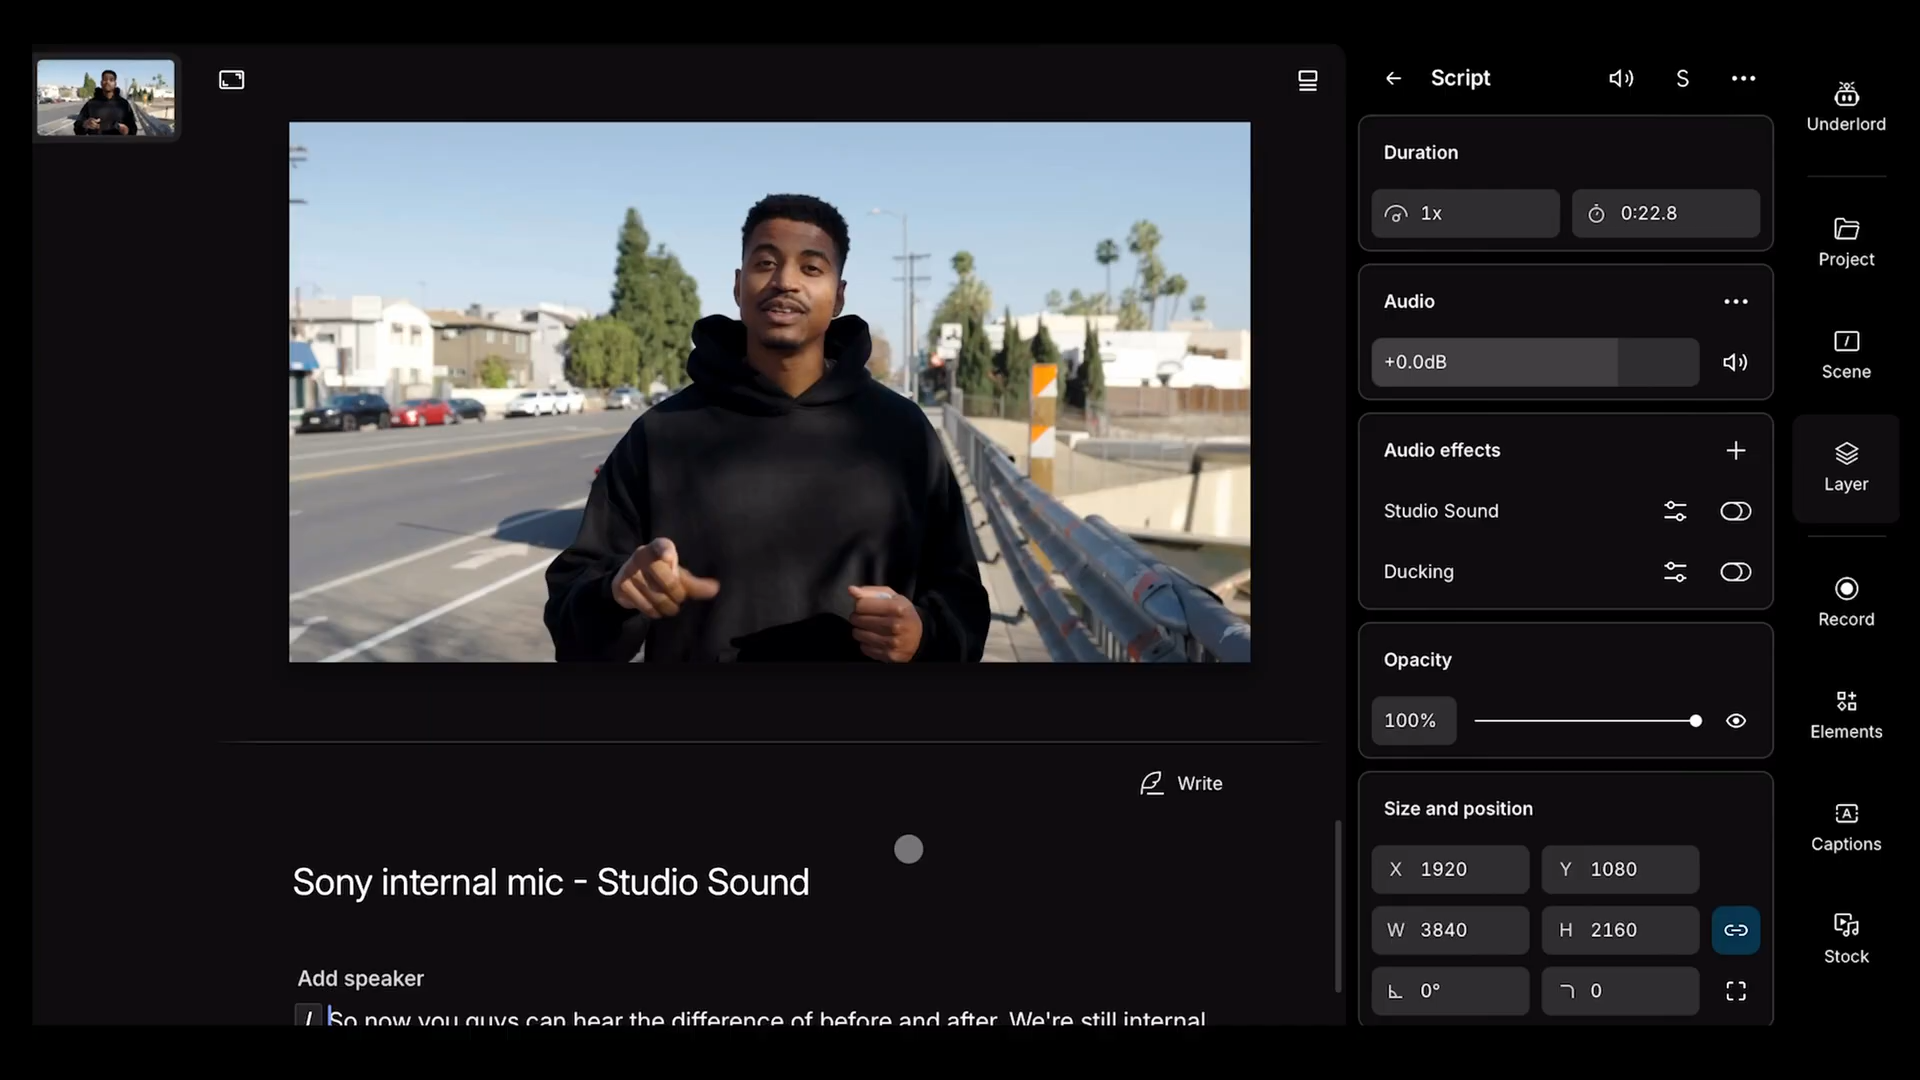 Script
S
Underlord
Duration
1x
0:22.8
Project
Audio
+0.0dB
Scene
Audio effects
Layer
Studio Sound
Ducking
Record
Opacity
100%
Elements
Write
Size and position
Captions
X 1920
Y 1080
Sony internal mic - Studio Sound
W 3840
H 2160
Stock
Add speaker
0°
0
/ So now you guys can hear the difference of before and after. We're still internal